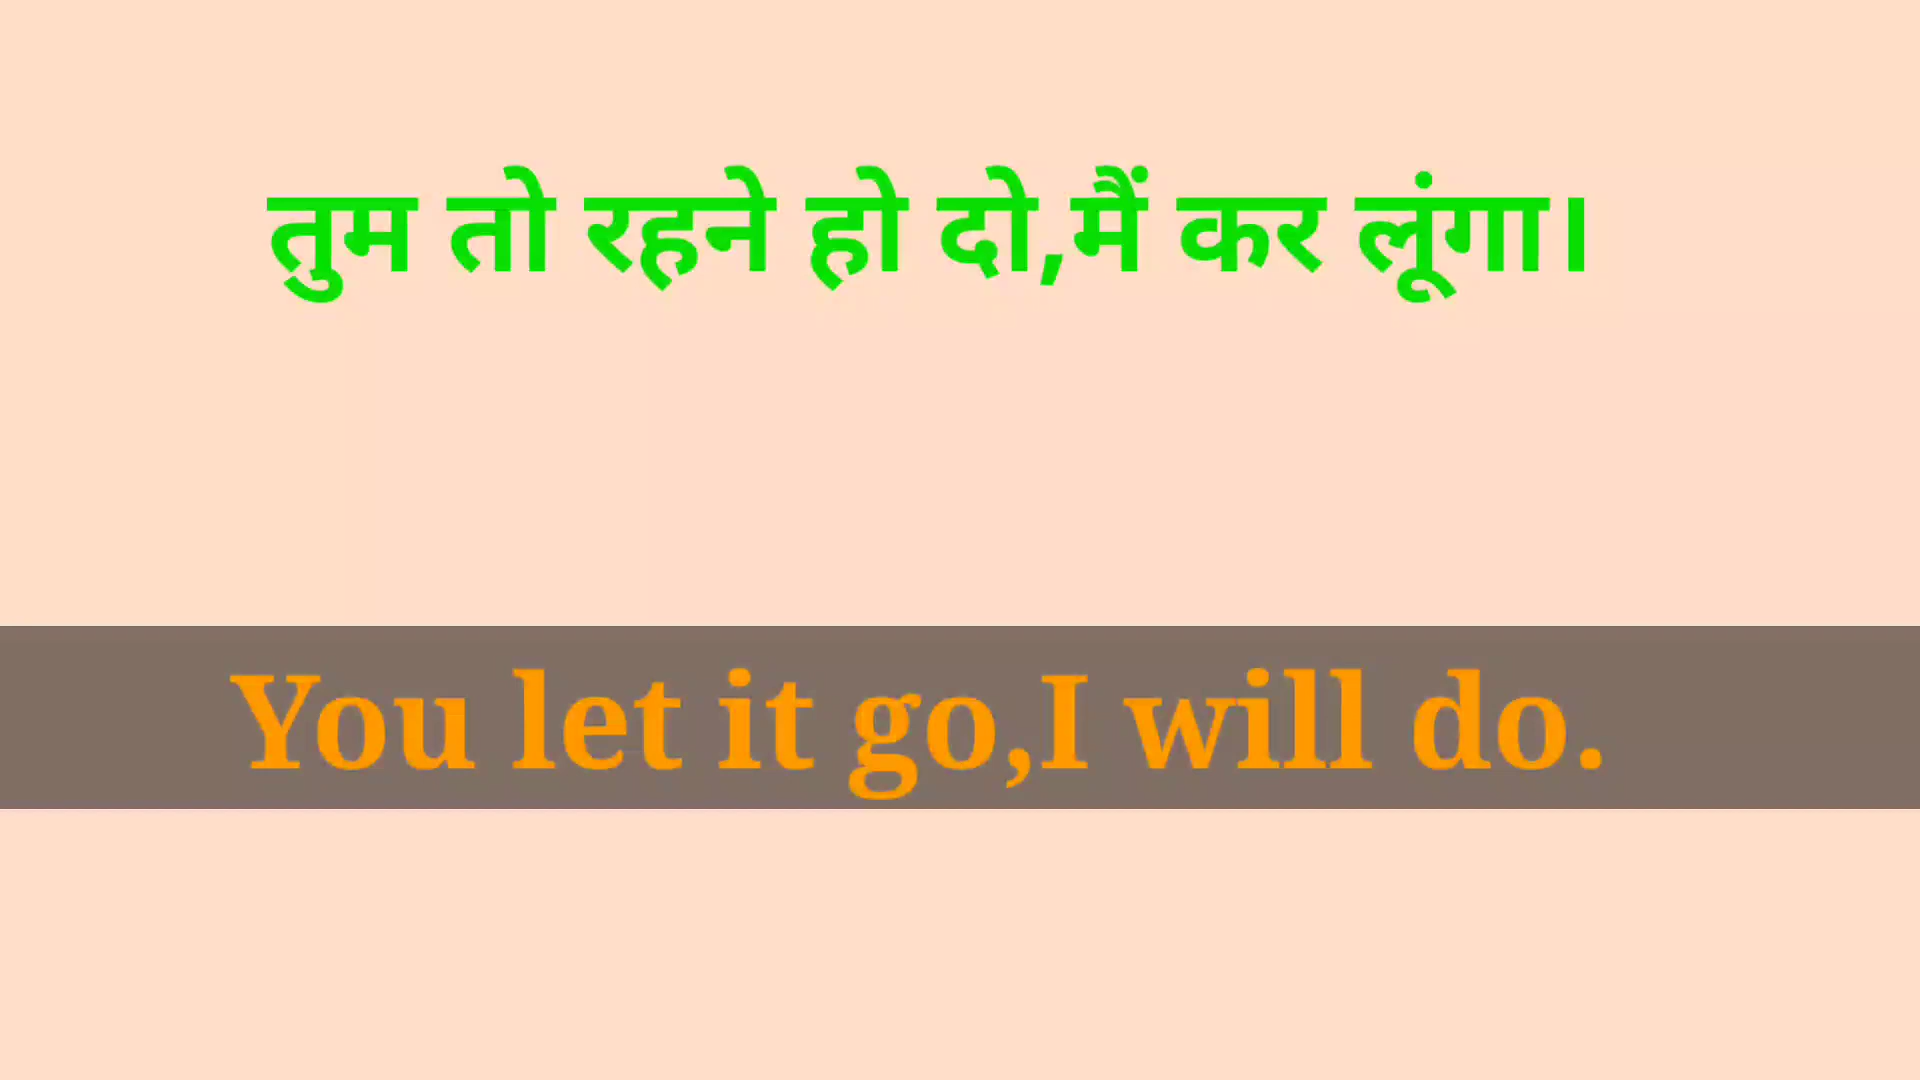 तुम तो रहने हो दो,मैं कर लूंगा।
You let it go,I will do.